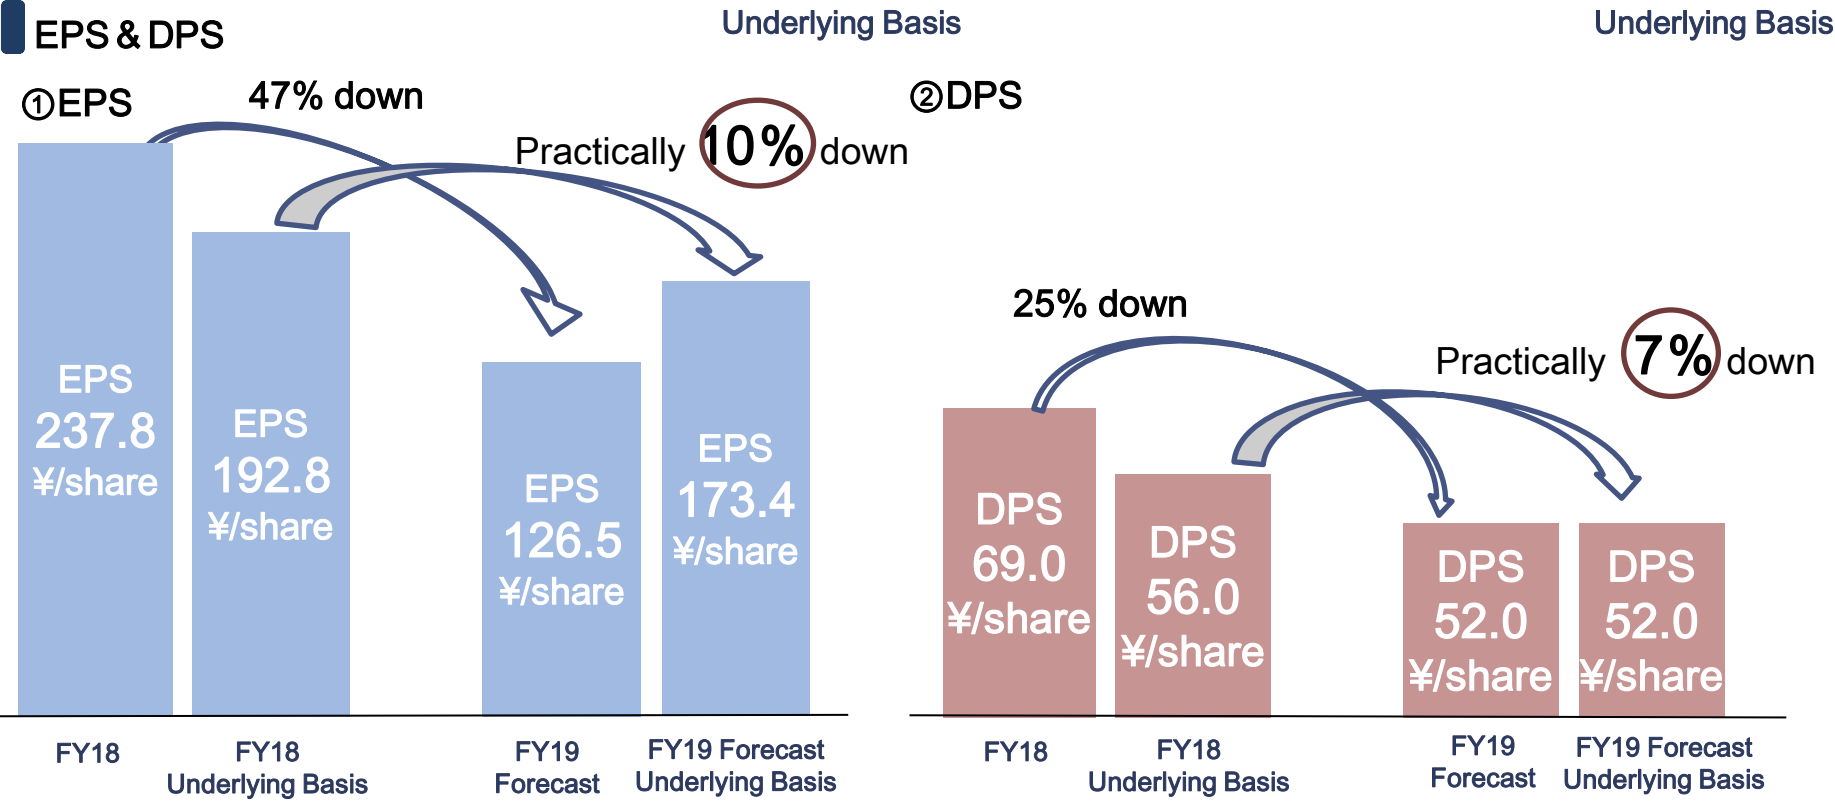 EPS & DPS
Underlying Basis
Underlying Basis
①EPS
47% down
Practically 10% down
EPS
237.8
¥/share
EPS
192.8
¥/share
EPS
126.5
¥/share
EPS
173.4
¥/share
FY18
FY18
Underlying Basis
FY19
Forecast
FY19 Forecast
Underlying Basis
②DPS
25% down
Practically 7% down
DPS
69.0
¥/share
DPS
56.0
¥/share
DPS
52.0
¥/share
DPS
52.0
¥/share
FY18
FY18
Underlying Basis
FY19
Forecast
FY19 Forecast
Underlying Basis